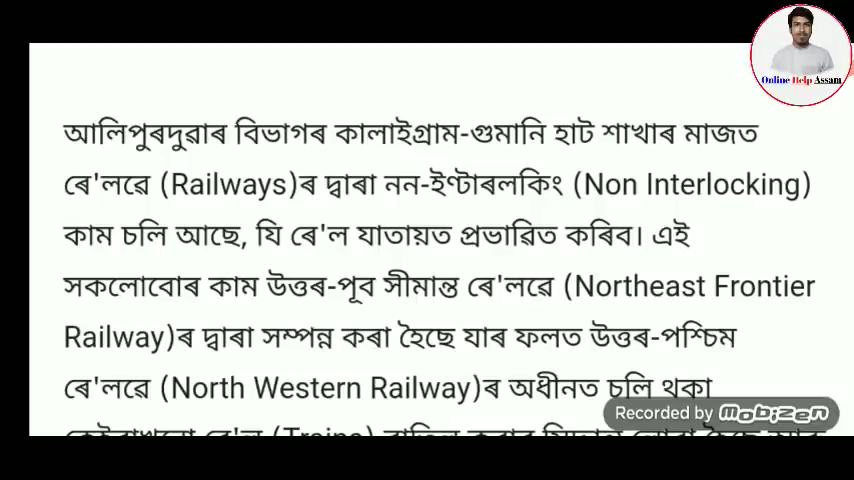 Online Help Assam
আলিপুৰদুৱাৰ বিভাগৰ কালাইগ্ৰাম-গুমানি হাট শাখাৰ মাজত
ৰে'লৱে (Railways)ৰ দ্বাৰা নন-ইণ্টাৰলকিং (Non Interlocking)
কাম চলি আছে, যি ৰে'ল যাতায়ত প্ৰভাৱিত কৰিব। এই
সকলোবোৰ কাম উত্তৰ-পূব সীমান্ত ৰে'লৱে (Northeast Frontier
Railway)ৰ দ্বাৰা সম্পন্ন কৰা হৈছে যাৰ ফলত উত্তৰ-পশ্চিম
ৰে'লৱে (North Western Railway)ৰ অধীনত চলি থকা
Recorded by mobizen